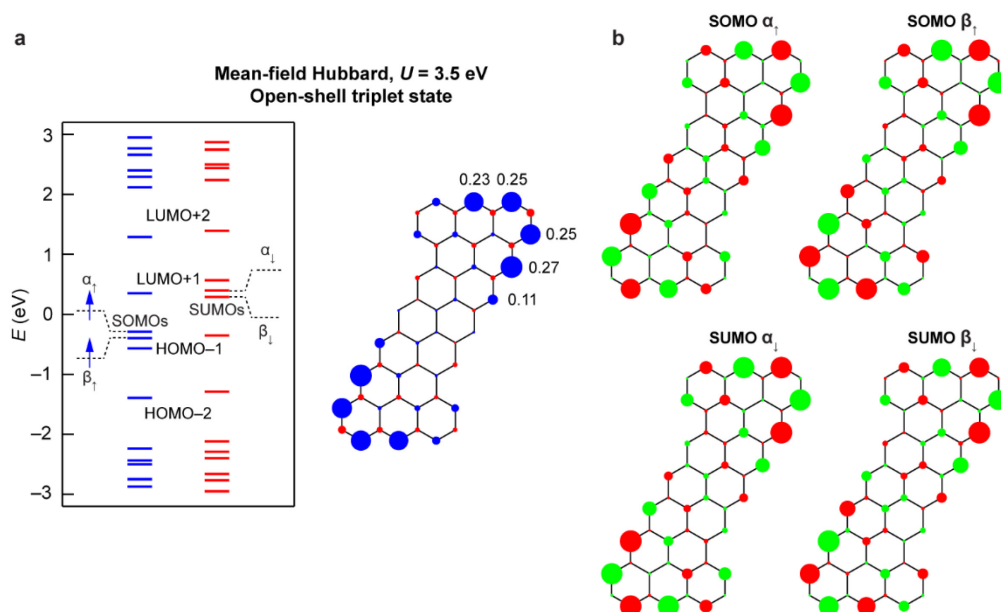 a
Mean-field Hubbard, U = 3.5 eV
Open-shell triplet state
E (eV)
3
2
1
0
−1
−2
−3
LUMO+2
LUMO+1
α↑
SOMOs
β↑
HOMO−1
HOMO−2
SUMOs
α↓
β↓
0.23
0.25
0.25
0.27
0.11
b
SOMO α↑
SOMO β↑
SUMO α↓
SUMO β↓